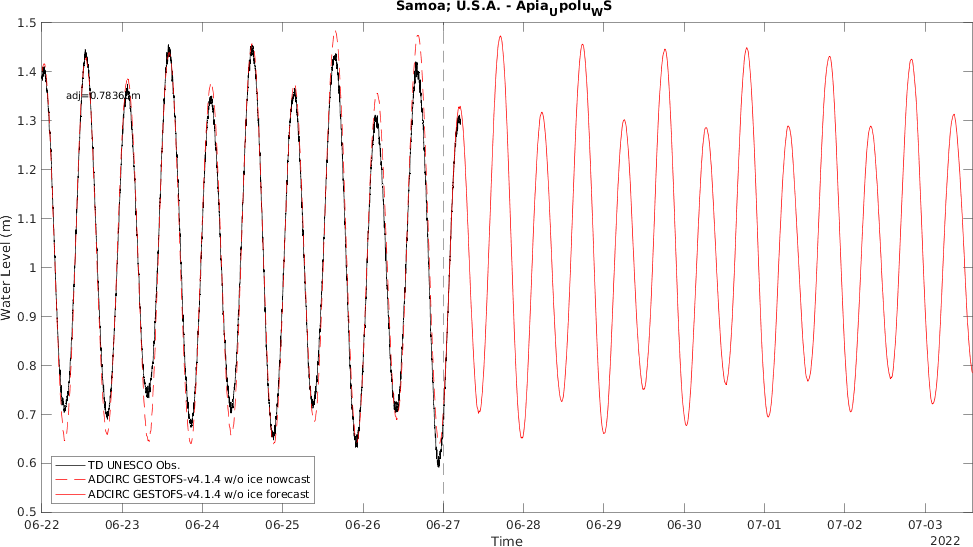 Samoa; U.S.A. - Apia_Upolu_WS
1.5
1.4
adj=0.7836 m
1.3
1.2
1.1
1
0.9
0.8
0.7
0.6
0.5
Water Level (m)
TD UNESCO Obs.
ADCIRC GESTOFS-v4.1.4 w/o ice nowcast
ADCIRC GESTOFS-v4.1.4 w/o ice forecast
06-22 06-23 06-24 06-25 06-26 06-27 06-28 06-29 06-30 07-01 07-02 07-03
Time
2022